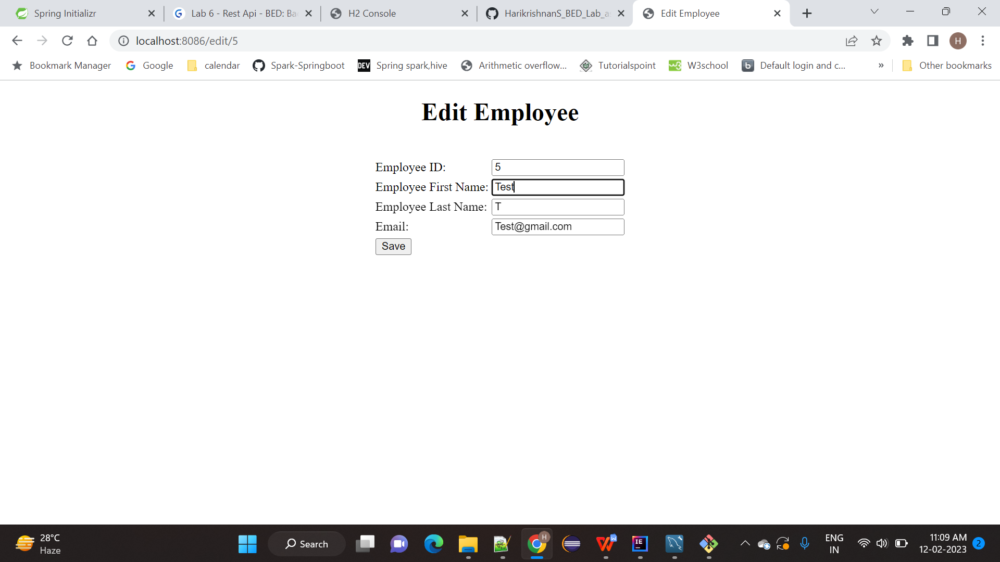 Spring Initializr
Lab 6 - Rest Api - BED: Ba
H2 Console
HarikrishnanS_BED_Lab_a
Edit Employee
localhost:8086/edit/5
H
Bookmark Manager
Google
calendar
Spark-Springboot
DEV Spring spark,hive
Arithmetic overflow...
Tutorialspoint
W3school
Default login and c...
»
Other bookmarks
Edit Employee
Employee ID: 5
Employee First Name: Test
Employee Last Name: T
Email: Test@gmail.com
Save
28°C
Haze
Search
H
IE
ENG
IN
11:09 AM
12-02-2023
2